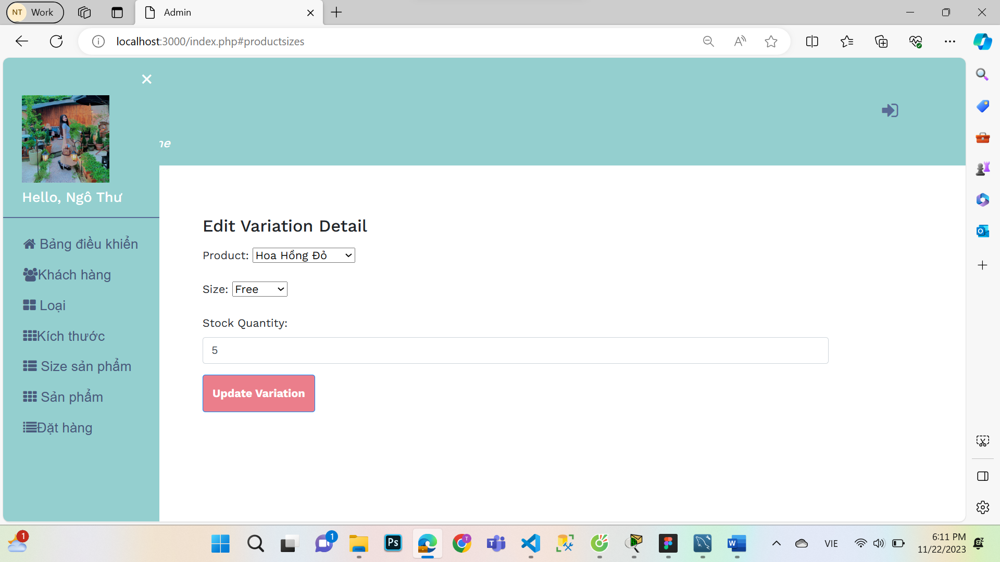 NT Work
Admin
localhost:3000/index.php#productsizes
ne
Hello, Ngô Thư
Bảng điều khiển
Khách hàng
Loại
Kích thước
Size sản phẩm
Sản phẩm
Đặt hàng
Edit Variation Detail
Product: Hoa Hồng Đỏ
Size: Free
Stock Quantity:
5
Update Variation
1
1
Ps
T
T
W
VIE
6:11 PM
11/22/2023